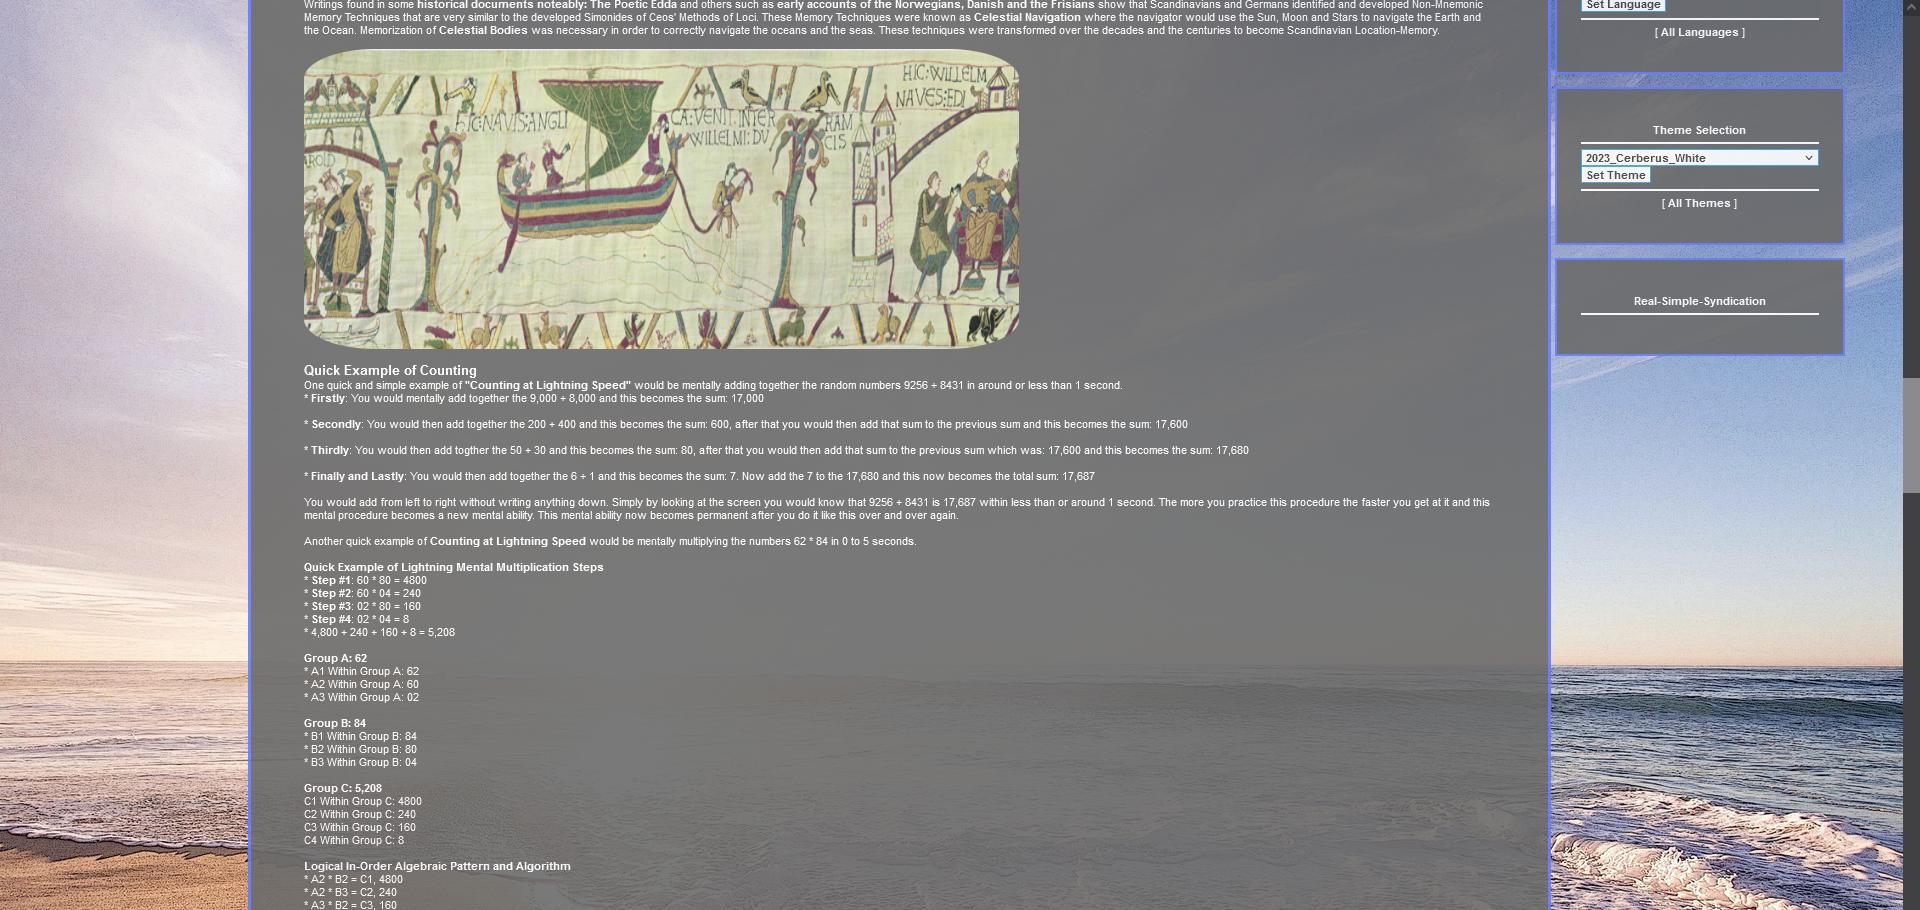 Writings found in some historical documents noteably: The Poetic Edda and others such as early accounts of the Norwegians, Danish and the Frisians show that Scandinavians and Germans identified and developed Non-Mnemonic
Memory Techniques that are very similar to the developed Simonides of Ceos' Methods of Loci. These Memory Techniques were known as Celestial Navigation where the navigator would use the Sun, Moon and Stars to navigate the Earth and
the Ocean. Memorization of Celestial Bodies was necessary in order to correctly navigate the oceans and the seas. These techniques were transformed over the decades and the centuries to become Scandinavian Location-Memory.
HIC:WILLELM
NAVES:EDI
HIC:NAVIS:ANGLI
CA:VENIT:INTER
RAM
WILLELMI:DV
CIS
AROLD
Quick Example of Counting
One quick and simple example of "Counting at Lightning Speed" would be mentally adding together the random numbers 9256 + 8431 in around or less than 1 second.
* Firstly: You would mentally add together the 9,000 + 8,000 and this becomes the sum: 17,000
* Secondly: You would then add together the 200 + 400 and this becomes the sum: 600, after that you would then add that sum to the previous sum and this becomes the sum: 17,600
* Thirdly: You would then add togther the 50 + 30 and this becomes the sum: 80, after that you would then add that sum to the previous sum which was: 17,600 and this becomes the sum: 17,680
* Finally and Lastly: You would then add together the 6 + 1 and this becomes the sum: 7. Now add the 7 to the 17,680 and this now becomes the total sum: 17,687
You would add from left to right without writing anything down. Simply by looking at the screen you would know that 9256 + 8431 is 17,687 within less than or around 1 second. The more you practice this procedure the faster you get at it and this
mental procedure becomes a new mental ability. This mental ability now becomes permanent after you do it like this over and over again.
Another quick example of Counting at Lightning Speed would be mentally multiplying the numbers 62 * 84 in 0 to 5 seconds.
Quick Example of Lightning Mental Multiplication Steps
* Step #1: 60 * 80 = 4800
* Step #2: 60 * 04 = 240
* Step #3: 02 * 80 = 160
* Step #4: 02 * 04 = 8
* 4,800 + 240 + 160 + 8 = 5,208
Group A: 62
* A1 Within Group A: 62
* A2 Within Group A: 60
* A3 Within Group A: 02
Group B: 84
* B1 Within Group B: 84
* B2 Within Group B: 80
* B3 Within Group B: 04
Group C: 5,208
C1 Within Group C: 4800
C2 Within Group C: 240
C3 Within Group C: 160
C4 Within Group C: 8
Logical In-Order Algebraic Pattern and Algorithm
* A2 * B2 = C1, 4800
* A2 * B3 = C2, 240
* A3 * B2 = C3, 160
Set Language
[ All Languages ]
Theme Selection
2023_Cerberus_White
Set Theme
[ All Themes ]
Real-Simple-Syndication